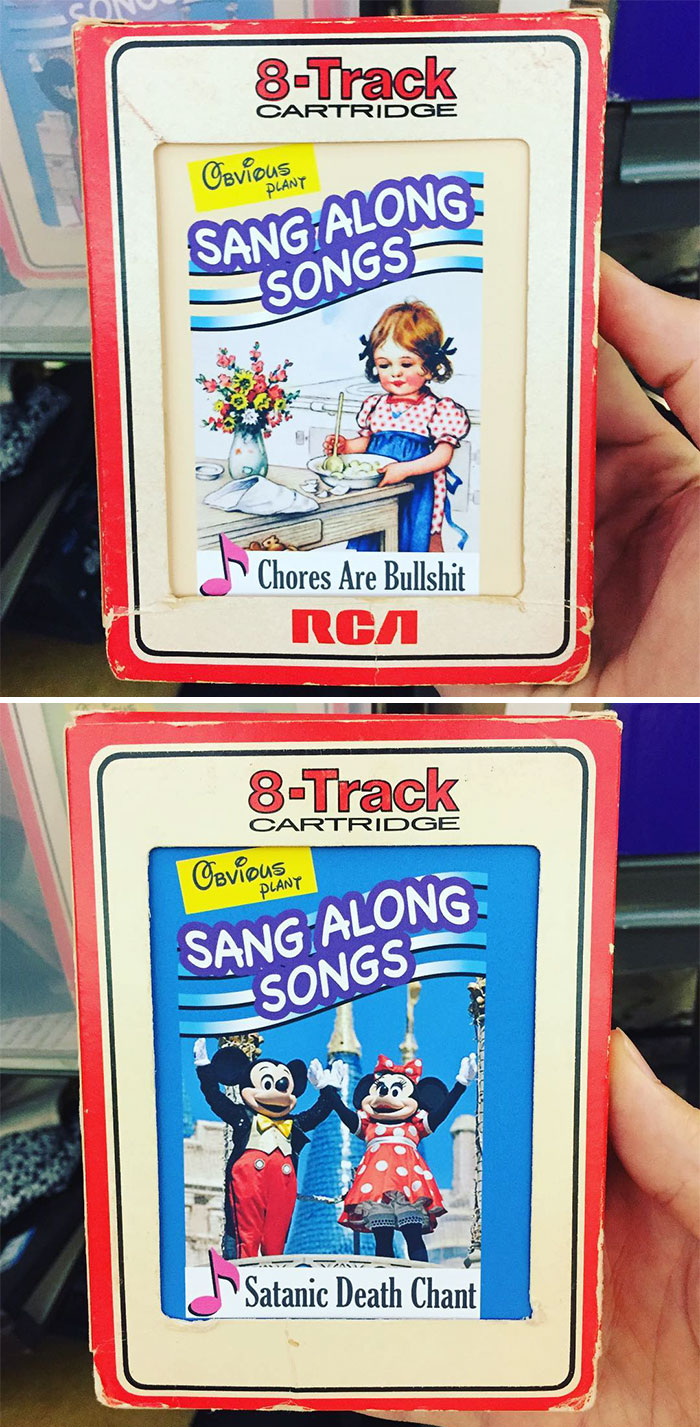 SONG
8-Track
CARTRIDGE
Obvious
PLANT
SANG ALONG
SONGS
Chores Are Bullshit
RCA
8-Track
CARTRIDGE
Obvious
PLANT
SANG ALONG
SONGS
Satanic Death Chant